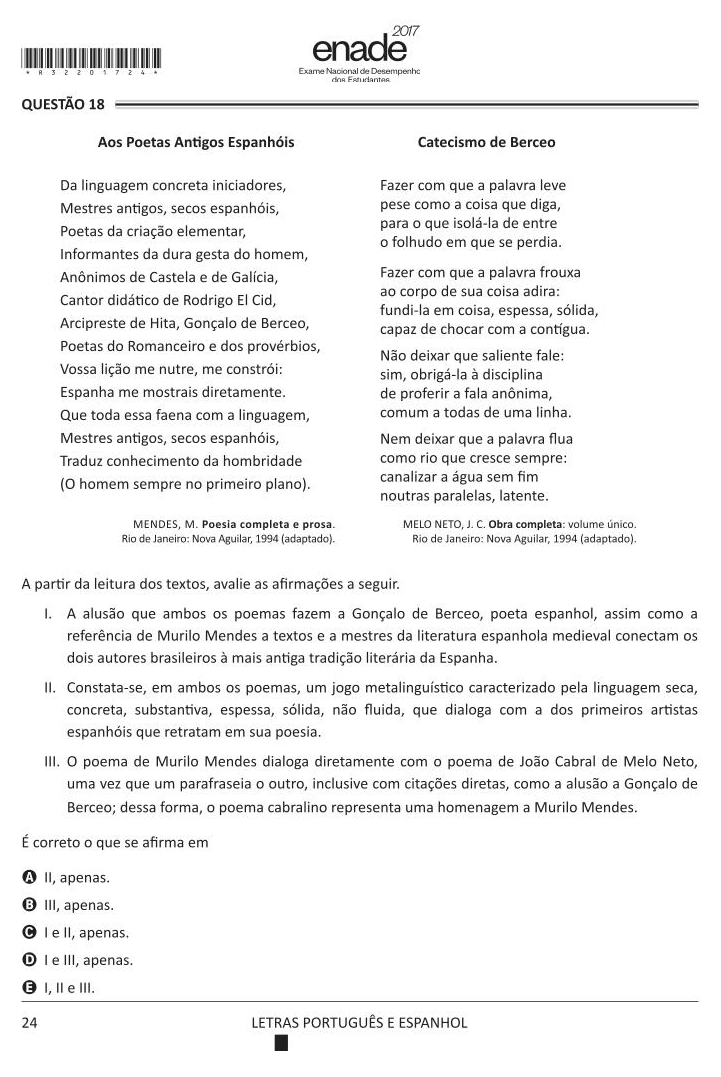 2017
enade
Exame Nacional de Desempenho
dos Estudantes
*R3220172 4*
QUESTÃO 18
Aos Poetas Antigos Espanhóis
Da linguagem concreta iniciadores,
Mestres antigos, secos espanhóis,
Poetas da criação elementar,
Informantes da dura gesta do homem,
Anônimos de Castela e de Galícia,
Cantor didático de Rodrigo El Cid,
Arcipreste de Hita, Gonçalo de Berceo,
Poetas do Romanceiro e dos provérbios,
Vossa lição me nutre, me constrói:
Espanha me mostrais diretamente.
Que toda essa faena com a linguagem,
Mestres antigos, secos espanhóis,
Traduz conhecimento da hombridade
(O homem sempre no primeiro plano).
MENDES, M. Poesia completa e prosa.
Rio de Janeiro: Nova Aguilar, 1994 (adaptado).
Catecismo de Berceo
Fazer com que a palavra leve
pese como a coisa que diga,
para o que isolá-la de entre
o folhudo em que se perdia.
Fazer com que a palavra frouxa
ao corpo de sua coisa adira:
fundi-la em coisa, espessa, sólida,
capaz de chocar com a contígua.
Não deixar que saliente fale:
sim, obrigá-la à disciplina
de proferir a fala anônima,
comum a todas de uma linha.
Nem deixar que a palavra flua
como rio que cresce sempre:
canalizar a água sem fim
noutras paralelas, latente.
MELO NETO, J. C. Obra completa: volume único.
Rio de Janeiro: Nova Aguilar, 1994 (adaptado).
A partir da leitura dos textos, avalie as afirmações a seguir.
I. A alusão que ambos os poemas fazem a Gonçalo de Berceo, poeta espanhol, assim como a
referência de Murilo Mendes a textos e a mestres da literatura espanhola medieval conectam os
dois autores brasileiros à mais antiga tradição literária da Espanha.
II. Constata-se, em ambos os poemas, um jogo metalinguístico caracterizado pela linguagem seca,
concreta, substantiva, espessa, sólida, não fluida, que dialoga com a dos primeiros artistas
espanhóis que retratam em sua poesia.
III. O poema de Murilo Mendes dialoga diretamente com o poema de João Cabral de Melo Neto,
uma vez que um parafraseia o outro, inclusive com citações diretas, como a alusão a Gonçalo de
Berceo; dessa forma, o poema cabralino representa uma homenagem a Murilo Mendes.
É correto o que se afirma em
A II, apenas.
B III, apenas.
C I e II, apenas.
D I e III, apenas.
E I, II e III.
24
LETRAS PORTUGUÊS E ESPANHOL